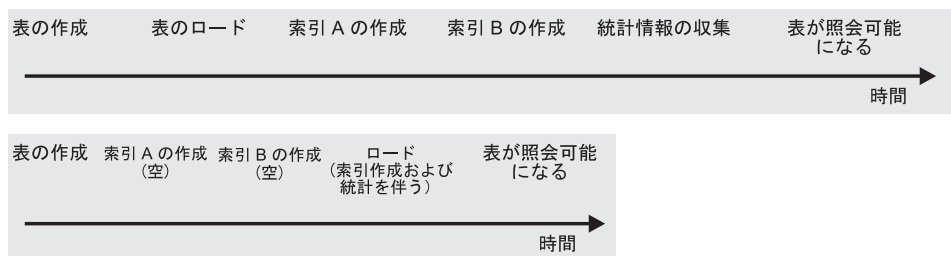 表の作成 表のロード 索引 A の作成 索引 B の作成 統計情報の収集 表が照会可能
になる
時間
表の作成 索引 A の作成 索引 B の作成 ロード 表が照会可能
(空) (空) (索引作成および になる
統計を伴う)
時間